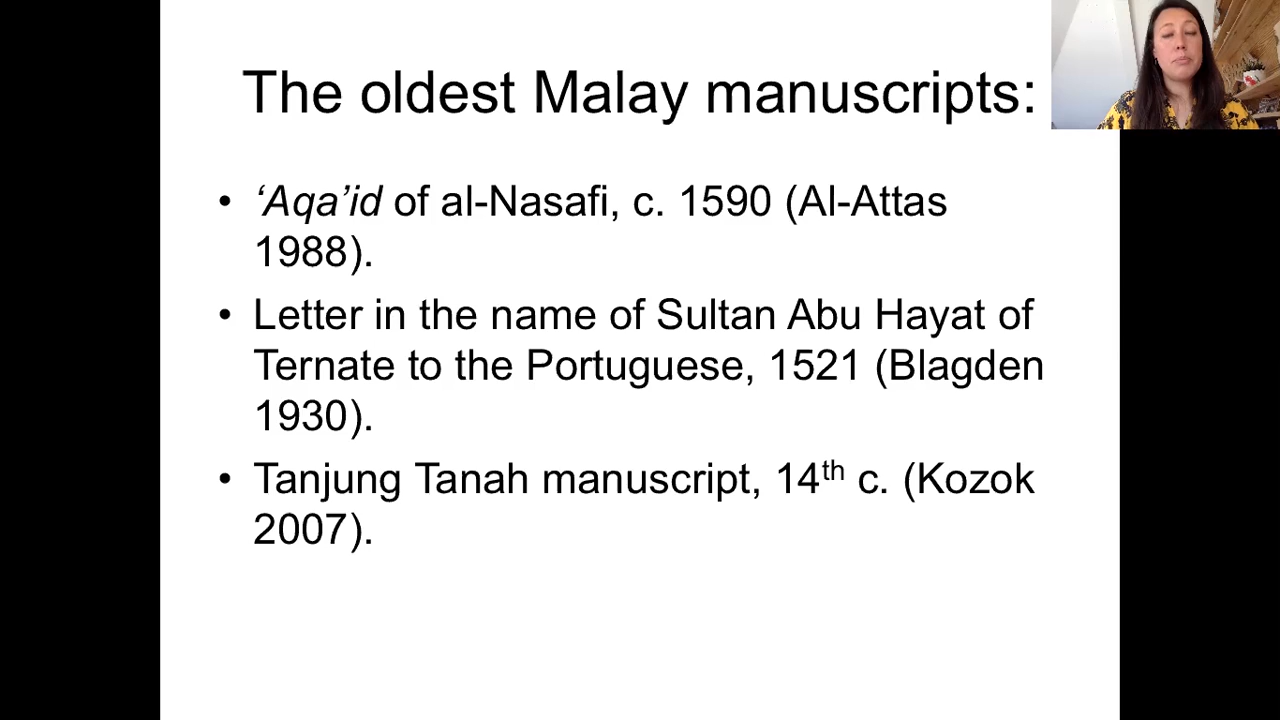 The oldest Malay manuscripts:
• ‘Aqa’id of al-Nasafi, c. 1590 (Al-Attas
1988).
• Letter in the name of Sultan Abu Hayat of
Ternate to the Portuguese, 1521 (Blagden
1930).
• Tanjung Tanah manuscript, 14th c. (Kozok
2007).